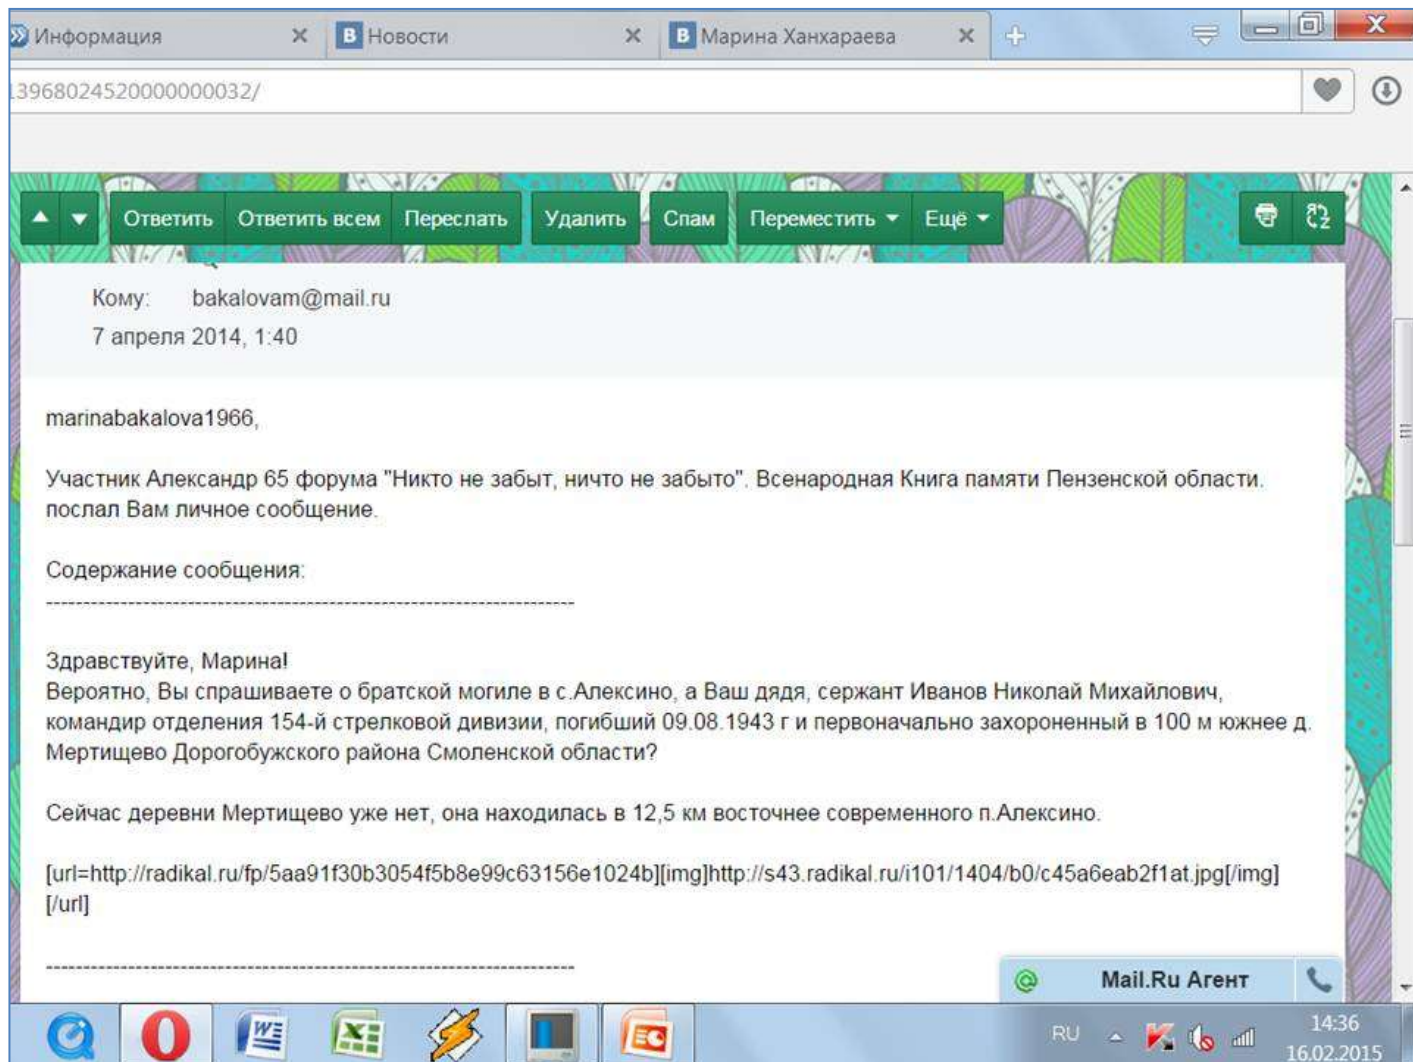 Информация
В Новости
В Марина Ханхараева
13968024520000000032/
Ответить Ответить всем Переслать Удалить Спам Переместить Ещё
Кому: bakalovam@mail.ru
7 апреля 2014, 1:40
marinabakalova1966,
Участник Александр 65 форума "Никто не забыт, ничто не забыто". Всенародная Книга памяти Пензенской области.
послал Вам личное сообщение.
Содержание сообщения:
------------------------------------------------------------------------
Здравствуйте, Марина!
Вероятно, Вы спрашиваете о братской могиле в с.Алексино, а Ваш дядя, сержант Иванов Николай Михайлович,
командир отделения 154-й стрелковой дивизии, погибший 09.08.1943 г и первоначально захороненный в 100 м южнее д.
Мертищево Дорогобужского района Смоленской области?
Сейчас деревни Мертищево уже нет, она находилась в 12,5 км восточнее современного п.Алексино.
[url=http://radikal.ru/fp/5aa91f30b3054f5b8e99c63156e1024b][img]http://s43.radikal.ru/i101/1404/b0/c45a6eab2f1at.jpg[/img]
[/url]
------------------------------------------------------------------------
Mail.Ru Агент
RU
14:36
16.02.2015